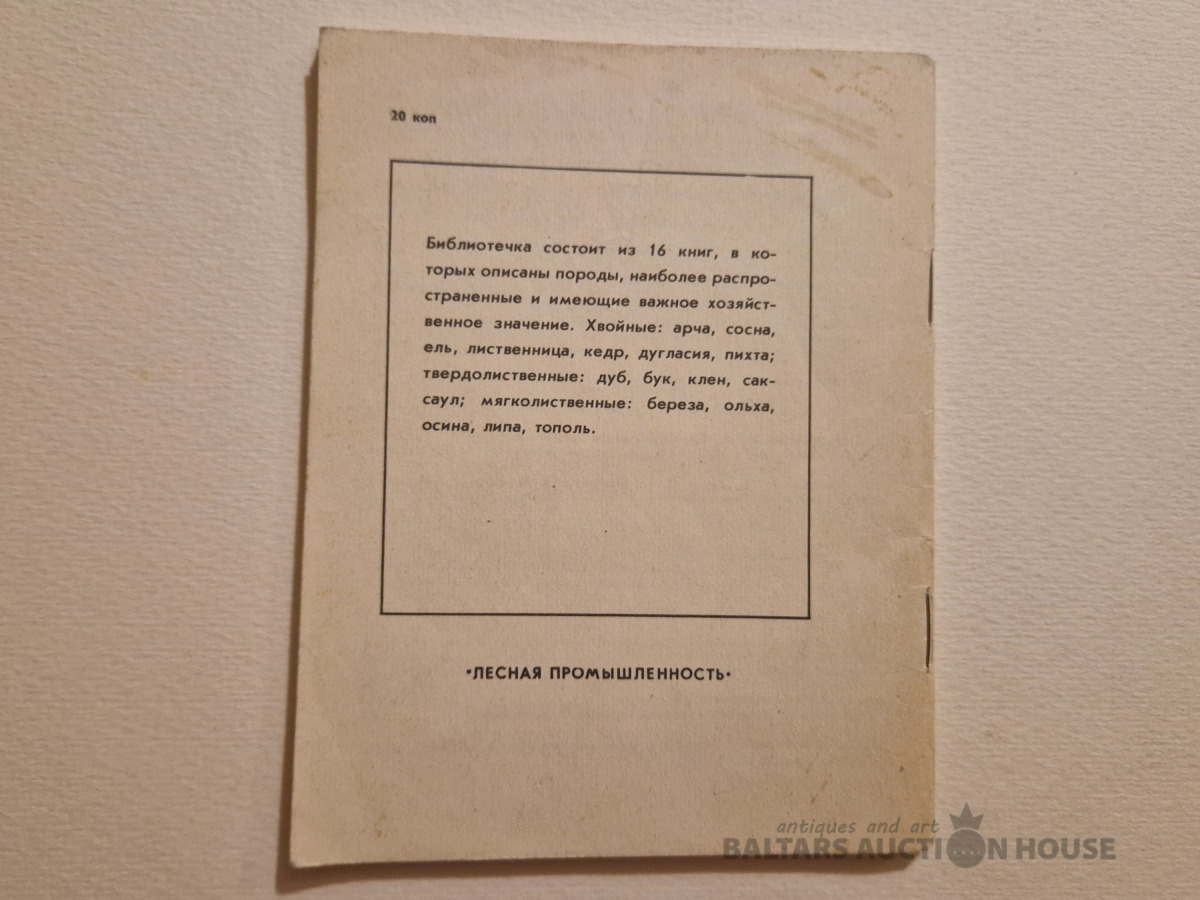 20 коп
Библиотечка состоит из 16 книг, в ко-
торых описаны породы, наиболее распро-
страненные и имеющие важное хозяйст-
венное значение. Хвойные: арча, сосна,
ель, лиственница, кедр, дугласия, пихта;
твердолиственные: дуб, бук, клен, сак-
саул; мягколиственные: береза, ольха,
осина, липа, тополь.
·ЛЕСНАЯ ПРОМЫШЛЕННОСТЬ·
antiques and art
BALTARS AUCTION HOUSE